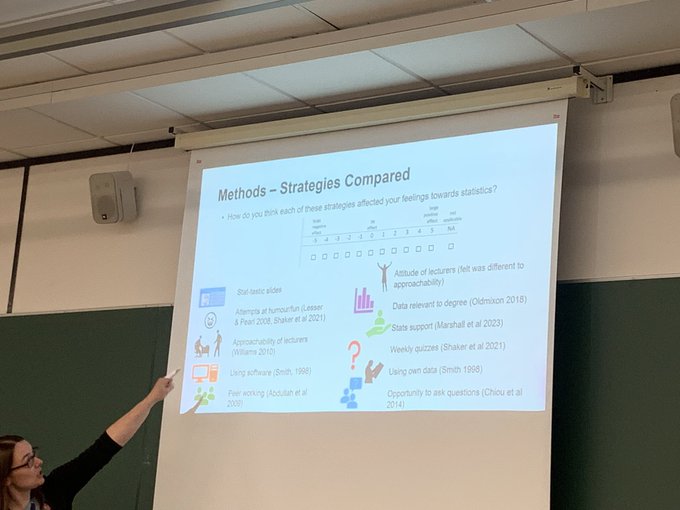 Methods – Strategies Compared
• How do you think each of these strategies affected your feelings towards statistics?
large negative effect
no effect
large positive effect
not applicable
-5 -4 -3 -2 -1 0 1 2 3 4 5 NA
Stat-tastic slides
Attempts at humour/fun (Lesser
& Pearl 2008, Shaker et al 2021)
Approachability of lecturers
(Williams 2010)
Using software (Smith, 1998)
Peer working (Abdullah et al
2009)
Attitude of lecturers (felt was different to
approachability)
Data relevant to degree (Oldmixon 2018)
Stats support (Marshall et al 2023)
Weekly quizzes (Shaker et al 2021)
Using own data (Smith 1998)
Opportunity to ask questions (Chiou et al
2014)